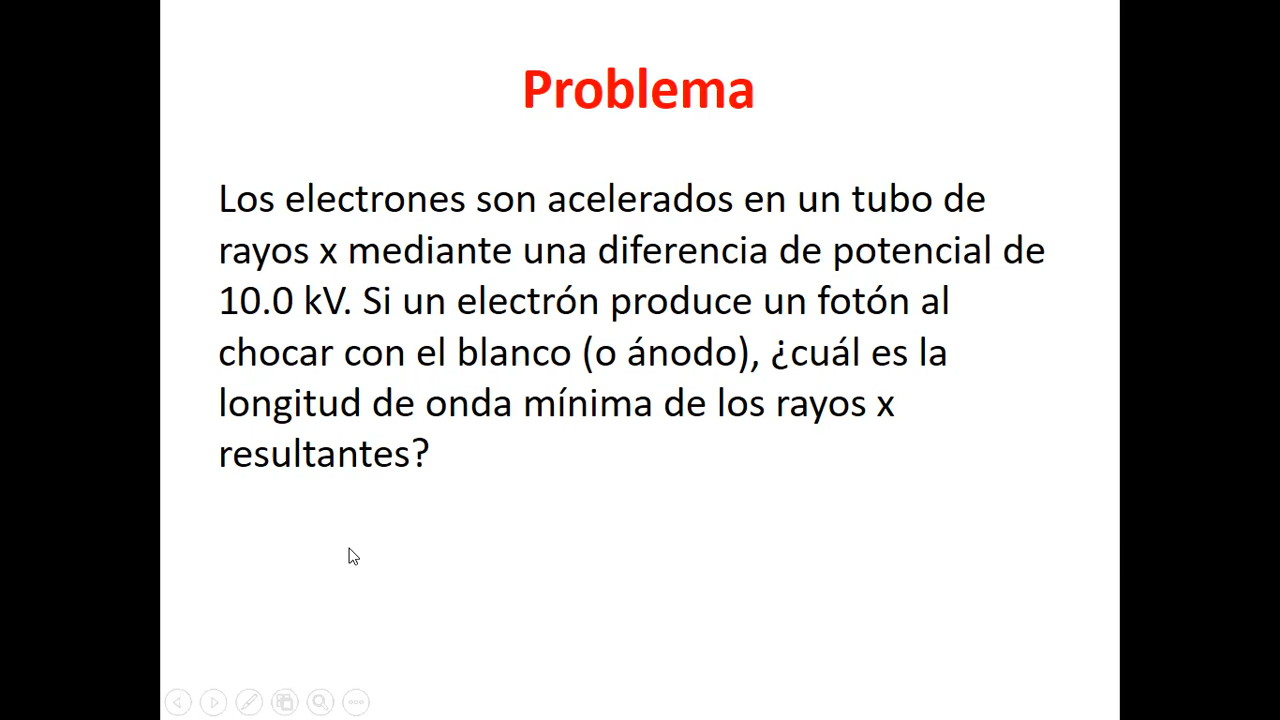 Problema
Los electrones son acelerados en un tubo de
rayos x mediante una diferencia de potencial de
10.0 kV. Si un electrón produce un fotón al
chocar con el blanco (o ánodo), ¿cuál es la
longitud de onda mínima de los rayos x
resultantes?